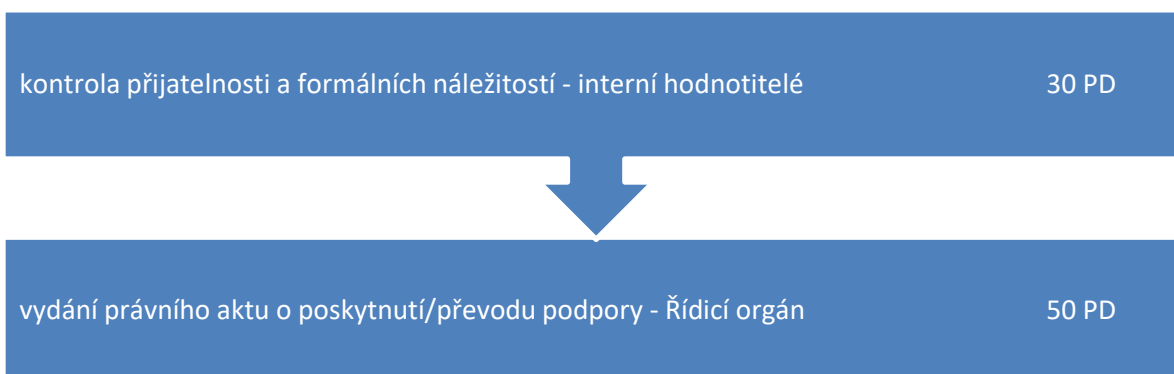 kontrola přijatelnosti a formálních náležitostí - interní hodnotitelé 30 PD
vydání právního aktu o poskytnutí/převodu podpory - Řídicí orgán 50 PD